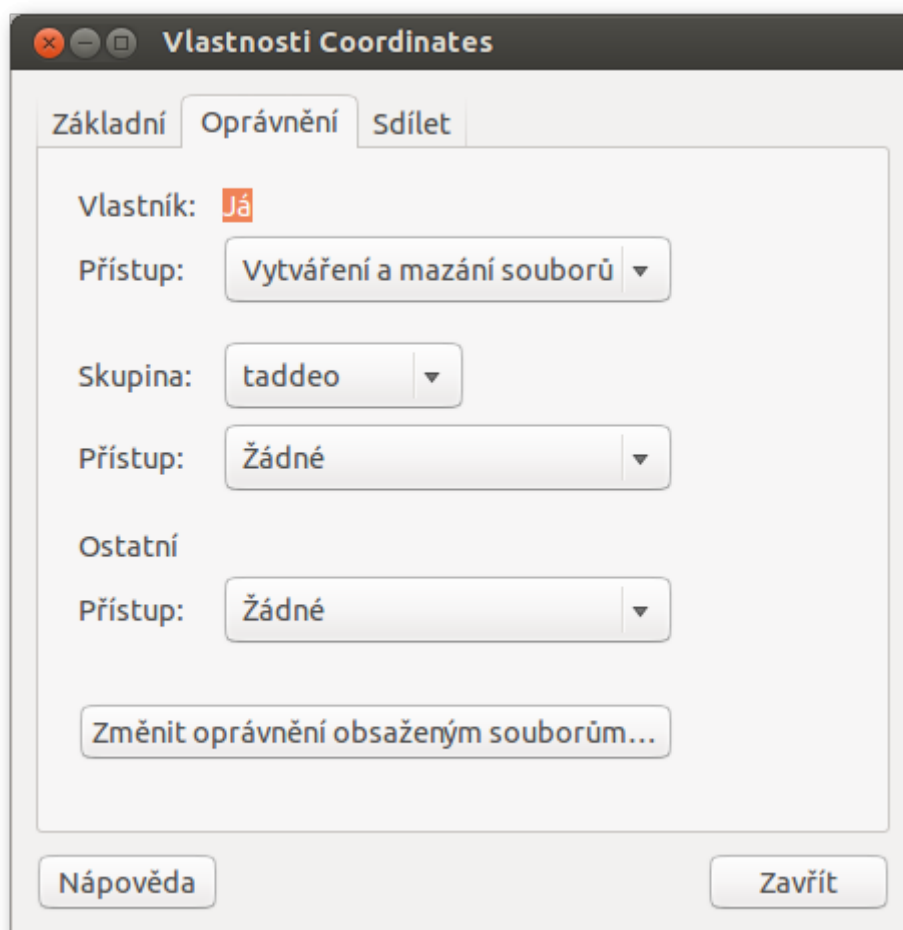 Vlastnosti Coordinates
Základní Oprávnění Sdílet
Vlastník: Já
Přístup: Vytváření a mazání souborů
Skupina: taddeo
Přístup: Žádné
Ostatní
Přístup: Žádné
Změnit oprávnění obsaženým souborům...
Nápověda Zavřít